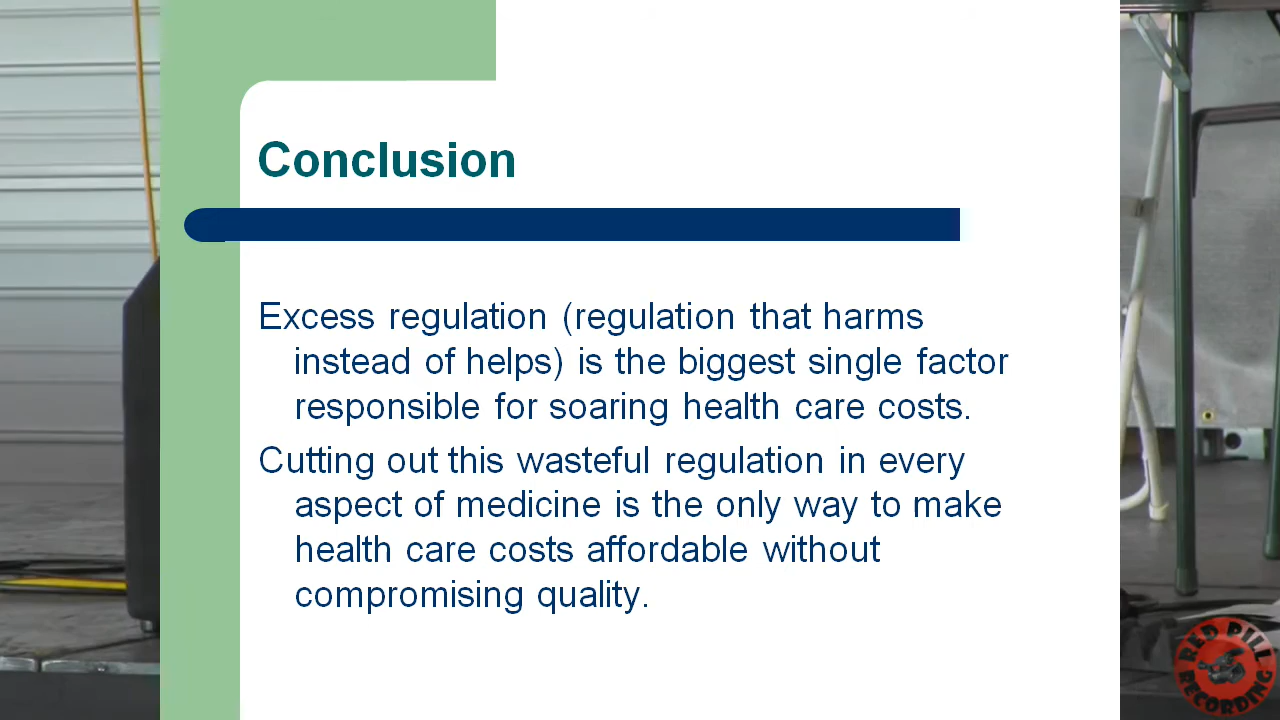 Conclusion
Excess regulation (regulation that harms
instead of helps) is the biggest single factor
responsible for soaring health care costs.
Cutting out this wasteful regulation in every
aspect of medicine is the only way to make
health care costs affordable without
compromising quality.
RED PILL
RECORDING